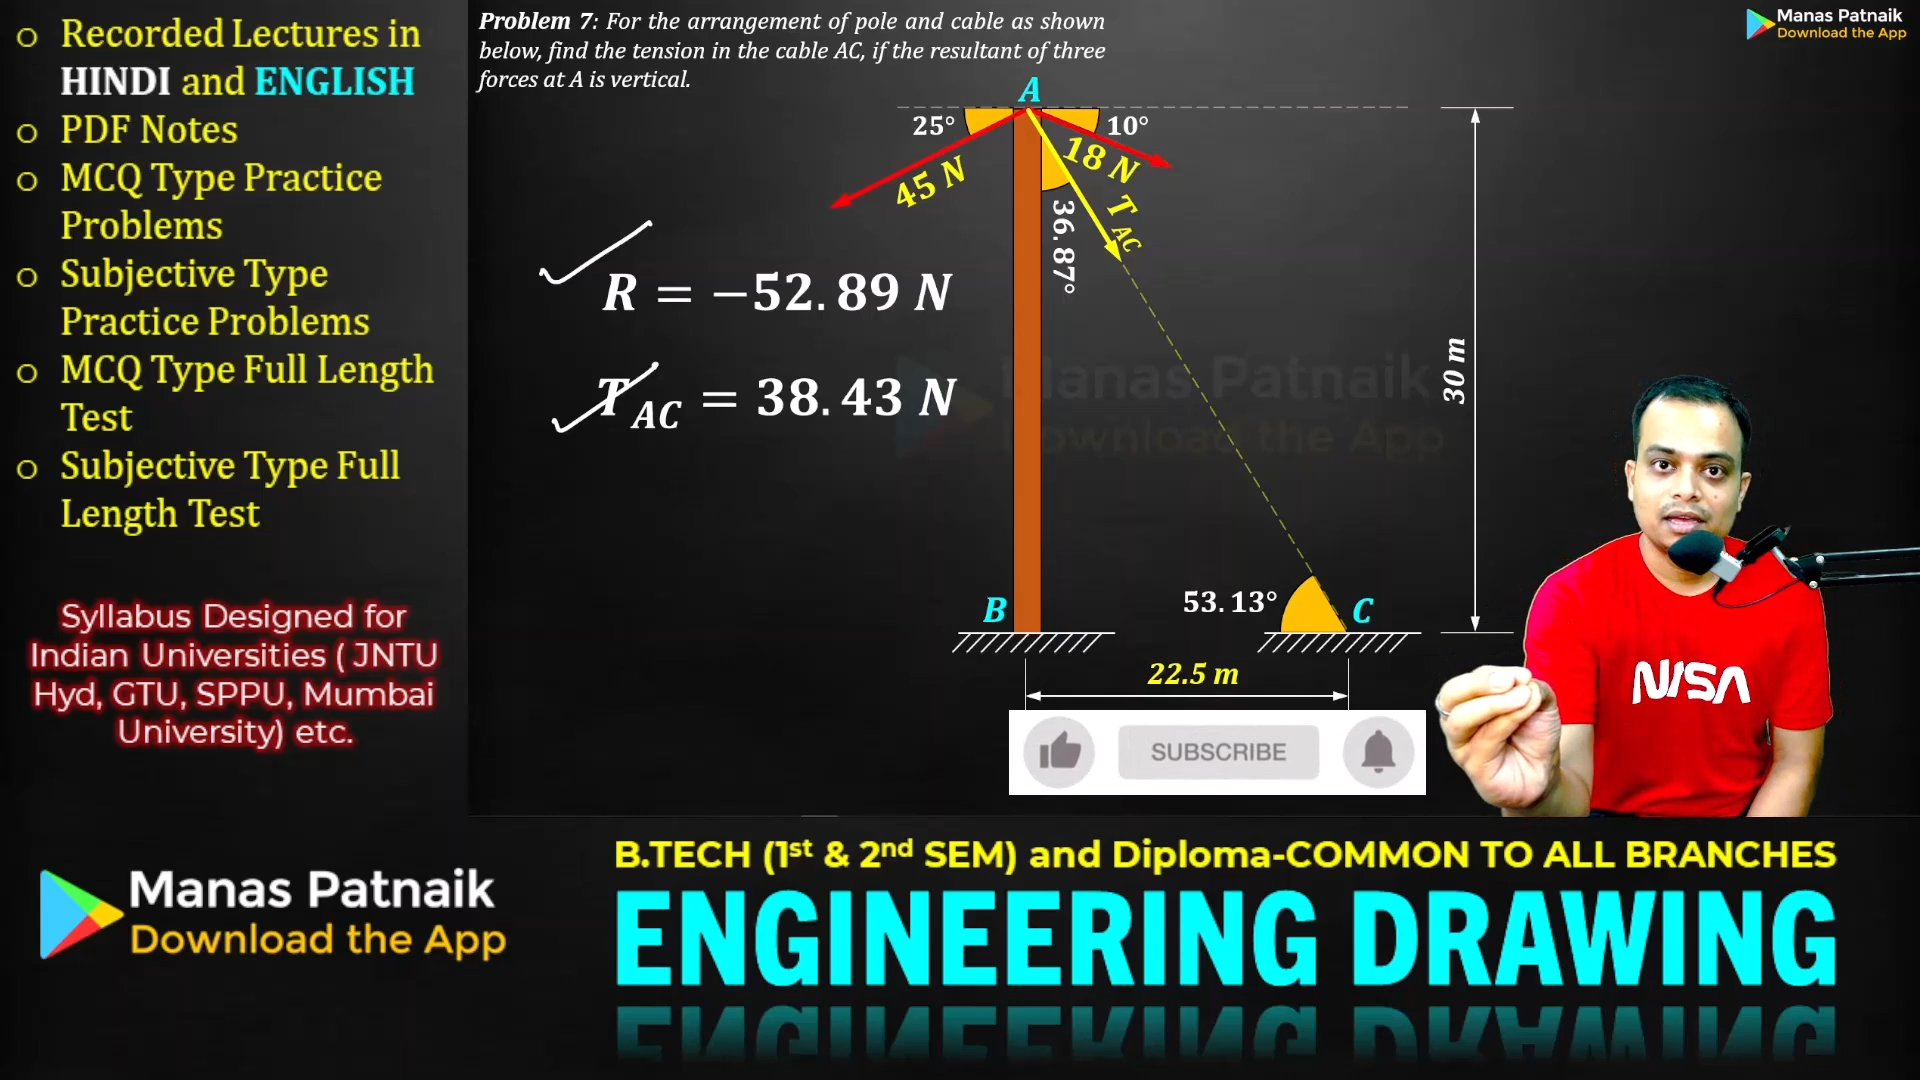 Recorded Lectures in
HINDI and ENGLISH
PDF Notes
MCQ Type Practice
Problems
Subjective Type
Practice Problems
MCQ Type Full Length
Test
Subjective Type Full
Length Test
Syllabus Designed for
Indian Universities ( JNTU
Hyd, GTU, SPPU, Mumbai
University) etc.
Problem 7: For the arrangement of pole and cable as shown
below, find the tension in the cable AC, if the resultant of three
forces at A is vertical.
Manas Patnaik
Download the App
A
25°
10°
45 N
18 N
T AC
36.87°
R = −52.89 N
T AC = 38.43 N
Manas Patnaik
Download the App
30 m
B
53.13°
C
22.5 m
SUBSCRIBE
NISA
Manas Patnaik
Download the App
B.TECH (1st & 2nd SEM) and Diploma-COMMON TO ALL BRANCHES
ENGINEERING DRAWING